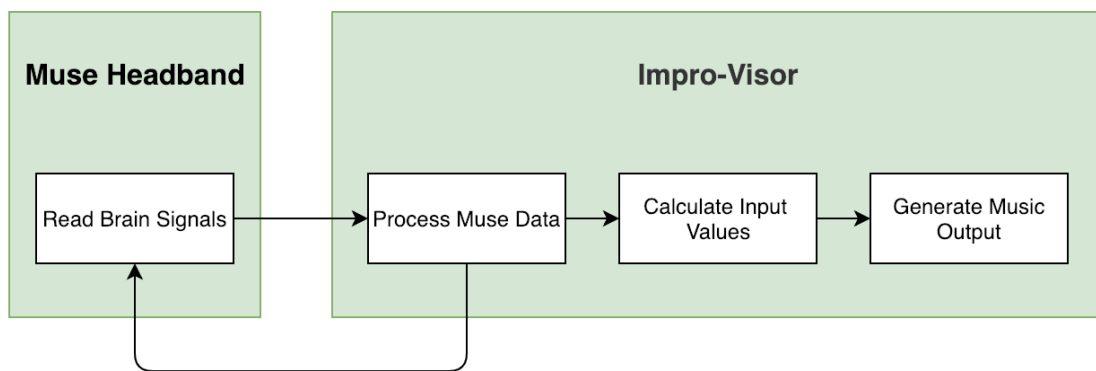 Muse Headband
Impro-Visor
Read Brain Signals
Process Muse Data
Calculate Input
Values
Generate Music
Output